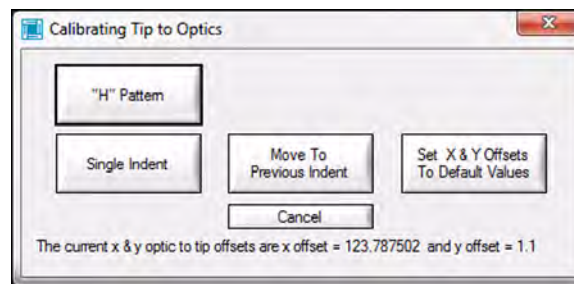 Calibrating Tip to Optics
"H" Pattern
Single Indent
Move To
Previous Indent
Set X & Y Offsets
To Default Values
Cancel
The current x & y optic to tip offsets are x offset = 123.787502 and y offset = 1.1